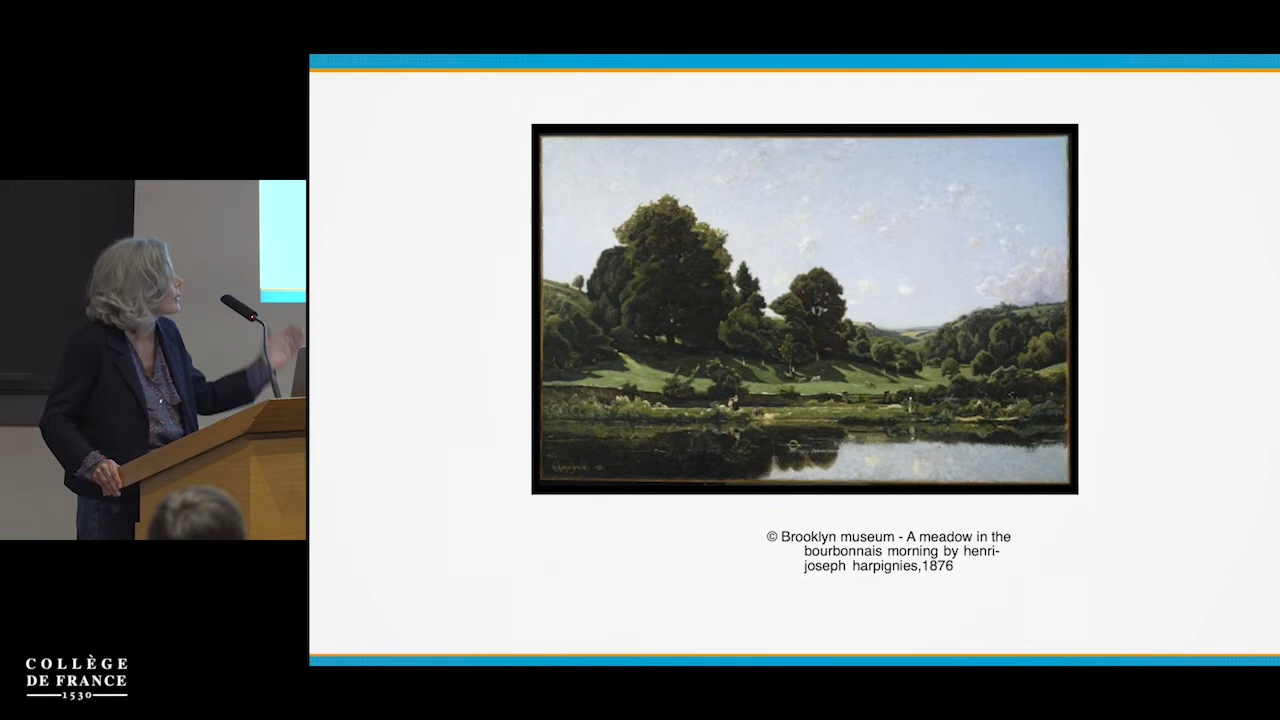 © Brooklyn museum - A meadow in the
bourbonnais morning by henri-
joseph harpignies,1876
COLLÈGE
DE FRANCE
1530